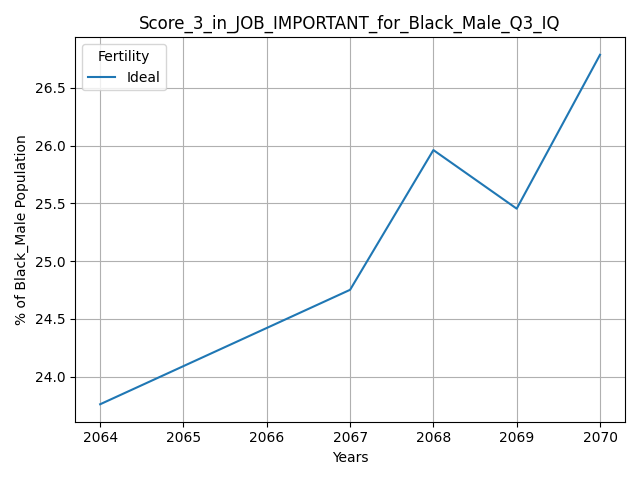 Score_3_in_JOB_IMPORTANT_for_Black_Male_Q3_IQ
Fertility
Ideal
% of Black_Male Population
26.5
26.0
25.5
25.0
24.5
24.0
2064 2065 2066 2067 2068 2069 2070
Years